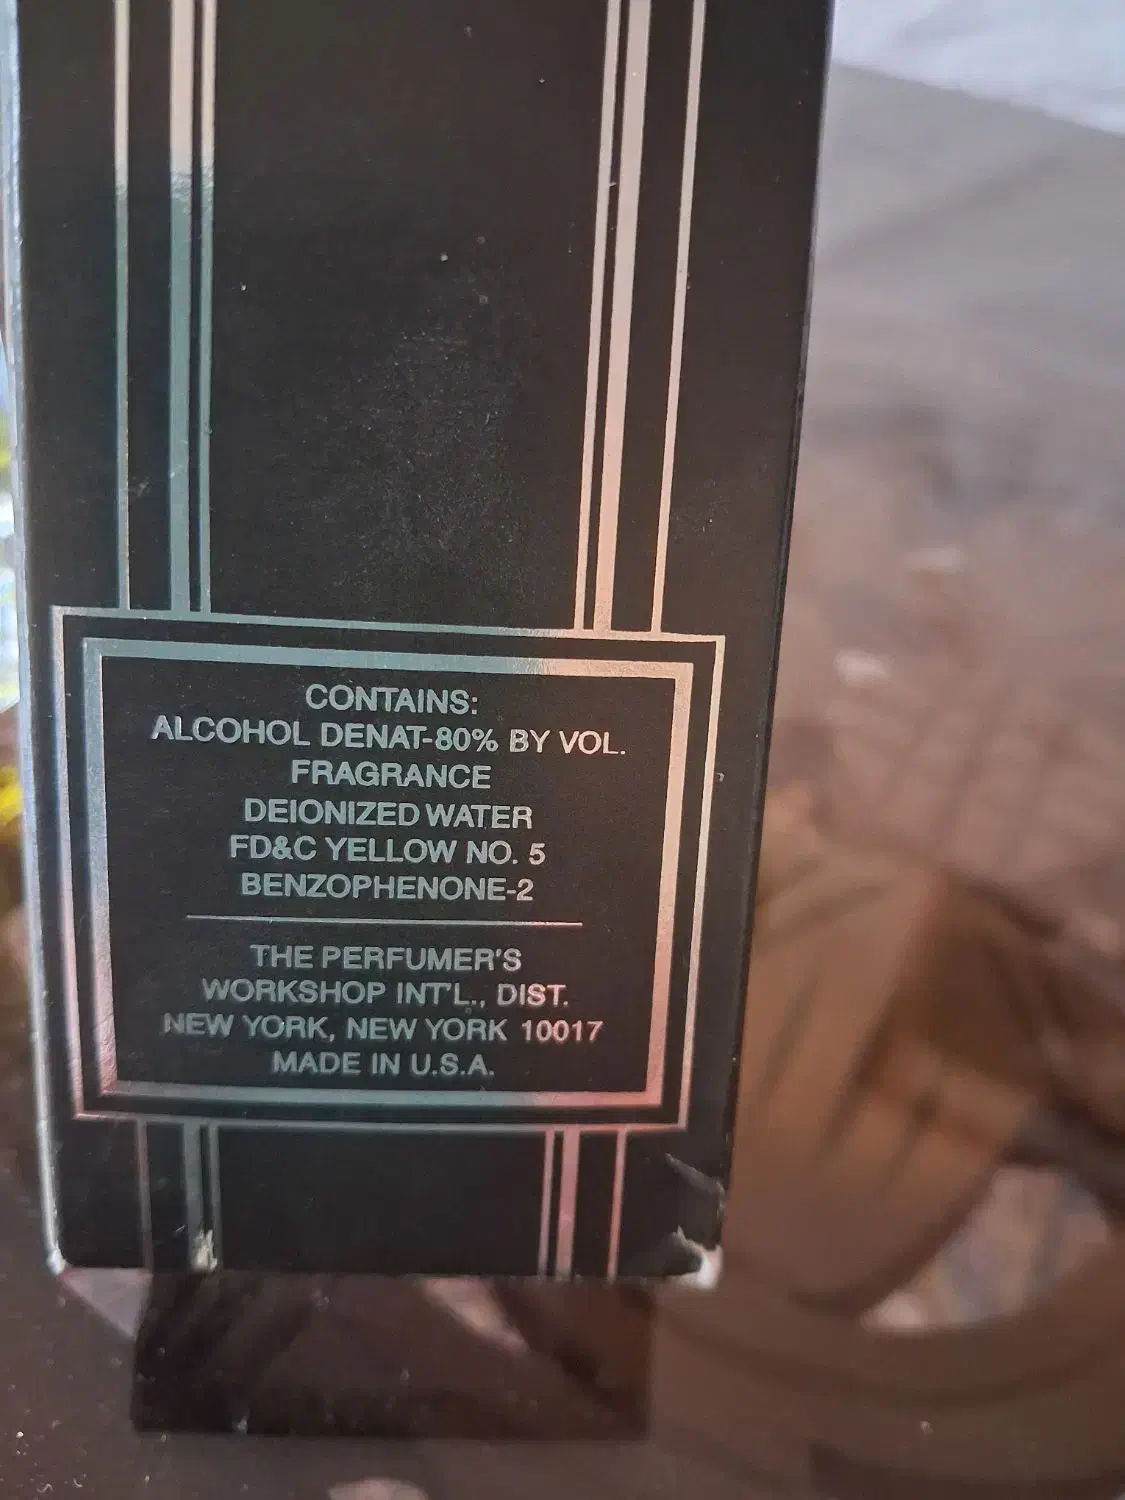 CONTAINS:
ALCOHOL DENAT-80% BY VOL.
FRAGRANCE
DEIONIZED WATER
FD&C YELLOW NO. 5
BENZOPHENONE-2
THE PERFUMER'S
WORKSHOP INT'L., DIST.
NEW YORK, NEW YORK 10017
MADE IN U.S.A.